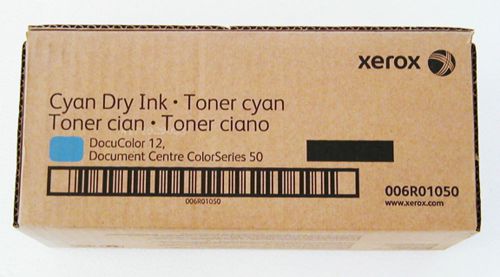 xerox
Cyan Dry Ink • Toner cyan
Toner cian • Toner ciano
DocuColor 12,
Document Centre ColorSeries 50
006R01050
006R01050
www.xerox.com